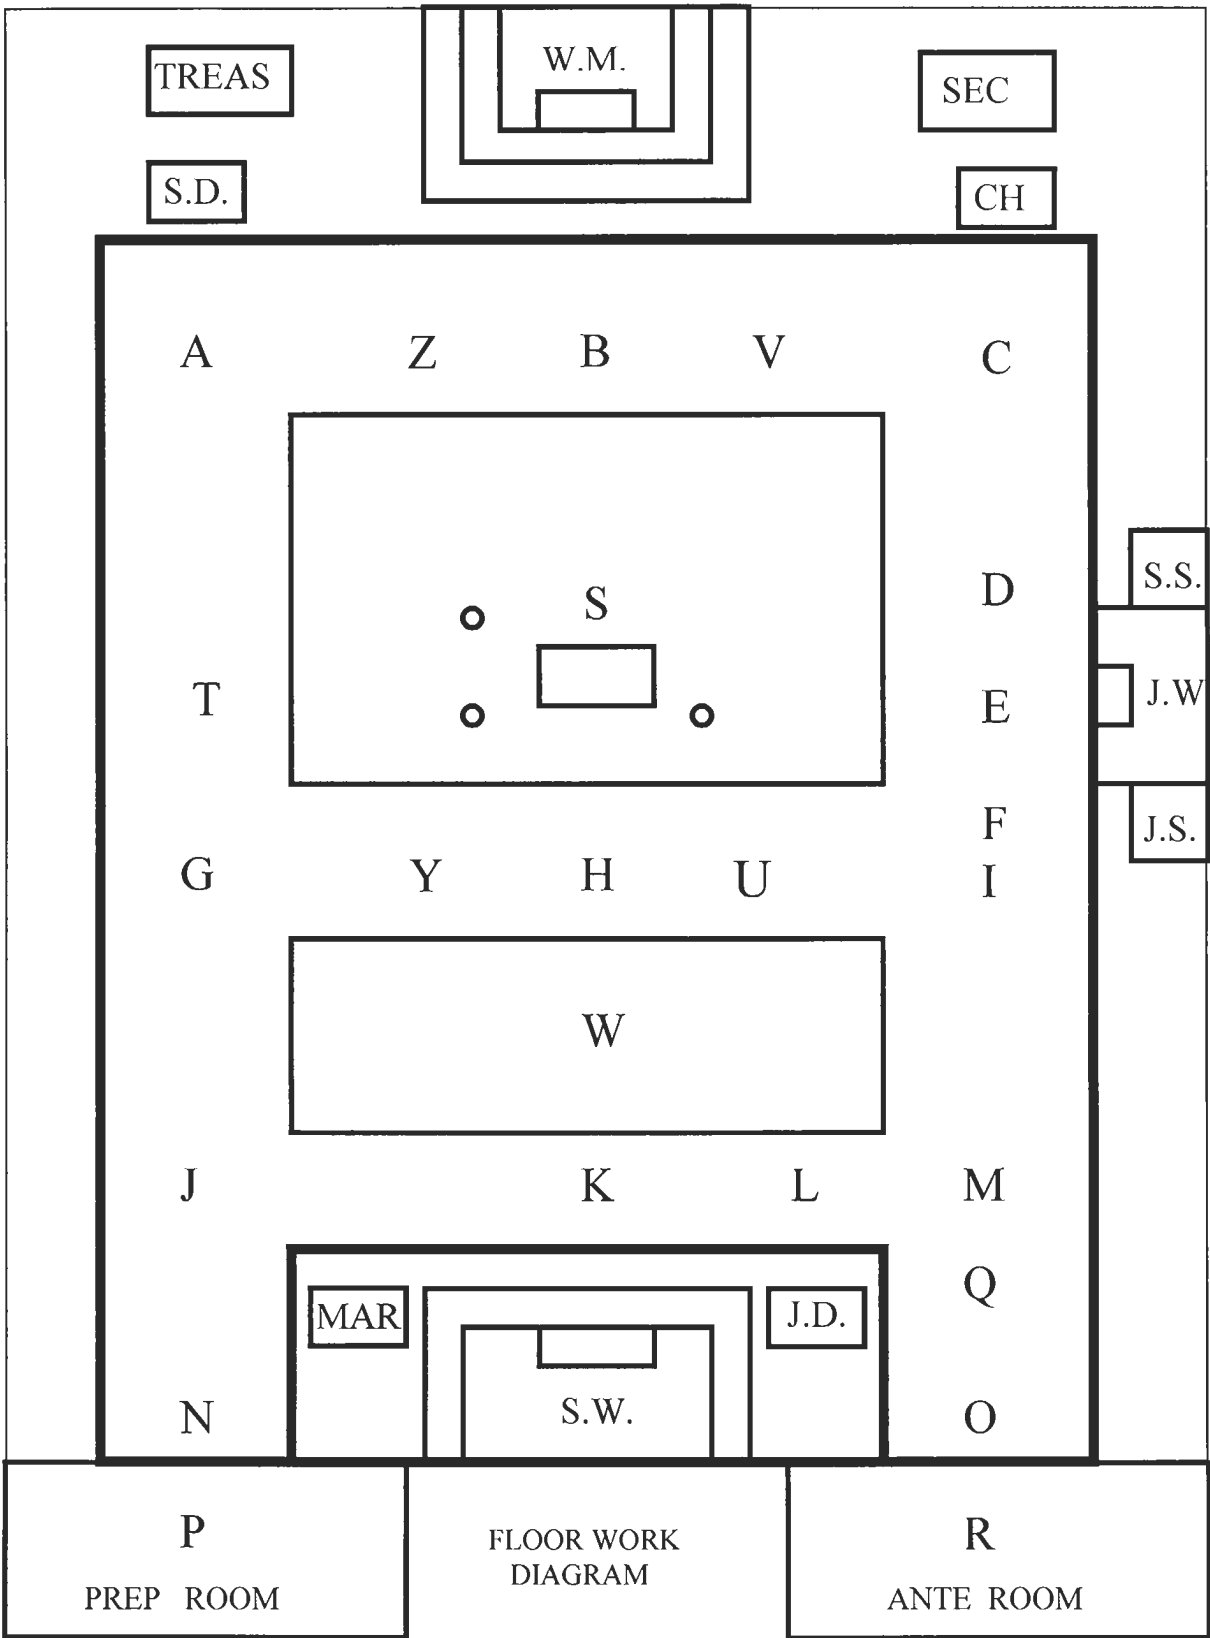 W.M.
TREAS
SEC
S.D.
CH
A Z B V C
S.S.
D
S
J.W
T
E
F
J.S.
G Y H U I
W
J K L M
Q
MAR
J.D.
S.W.
N
O
P
R
FLOOR WORK
DIAGRAM
PREP ROOM
ANTE ROOM